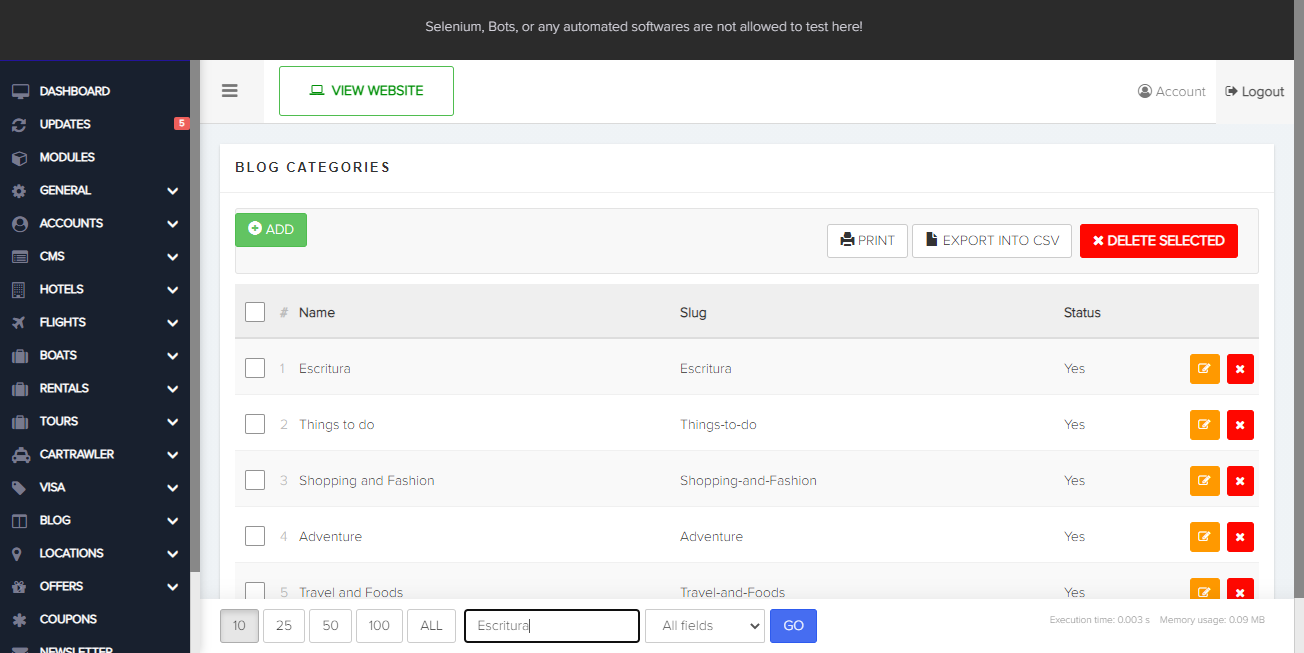 Selenium, Bots, or any automated softwares are not allowed to test here!
VIEW WEBSITE
Account
Logout
DASHBOARD
UPDATES 5
MODULES
GENERAL
ACCOUNTS
CMS
HOTELS
FLIGHTS
BOATS
RENTALS
TOURS
CARTRAWLER
VISA
BLOG
LOCATIONS
OFFERS
COUPONS
NEWSLETTER
BLOG CATEGORIES
ADD
PRINT
EXPORT INTO CSV
DELETE SELECTED
# Name Slug Status
1 Escritura Escritura Yes
2 Things to do Things-to-do Yes
3 Shopping and Fashion Shopping-and-Fashion Yes
4 Adventure Adventure Yes
5 Travel and Foods Travel-and-Foods Yes
10 25 50 100 ALL Escritura All fields GO
Execution time: 0.003 s Memory usage: 0.09 MB